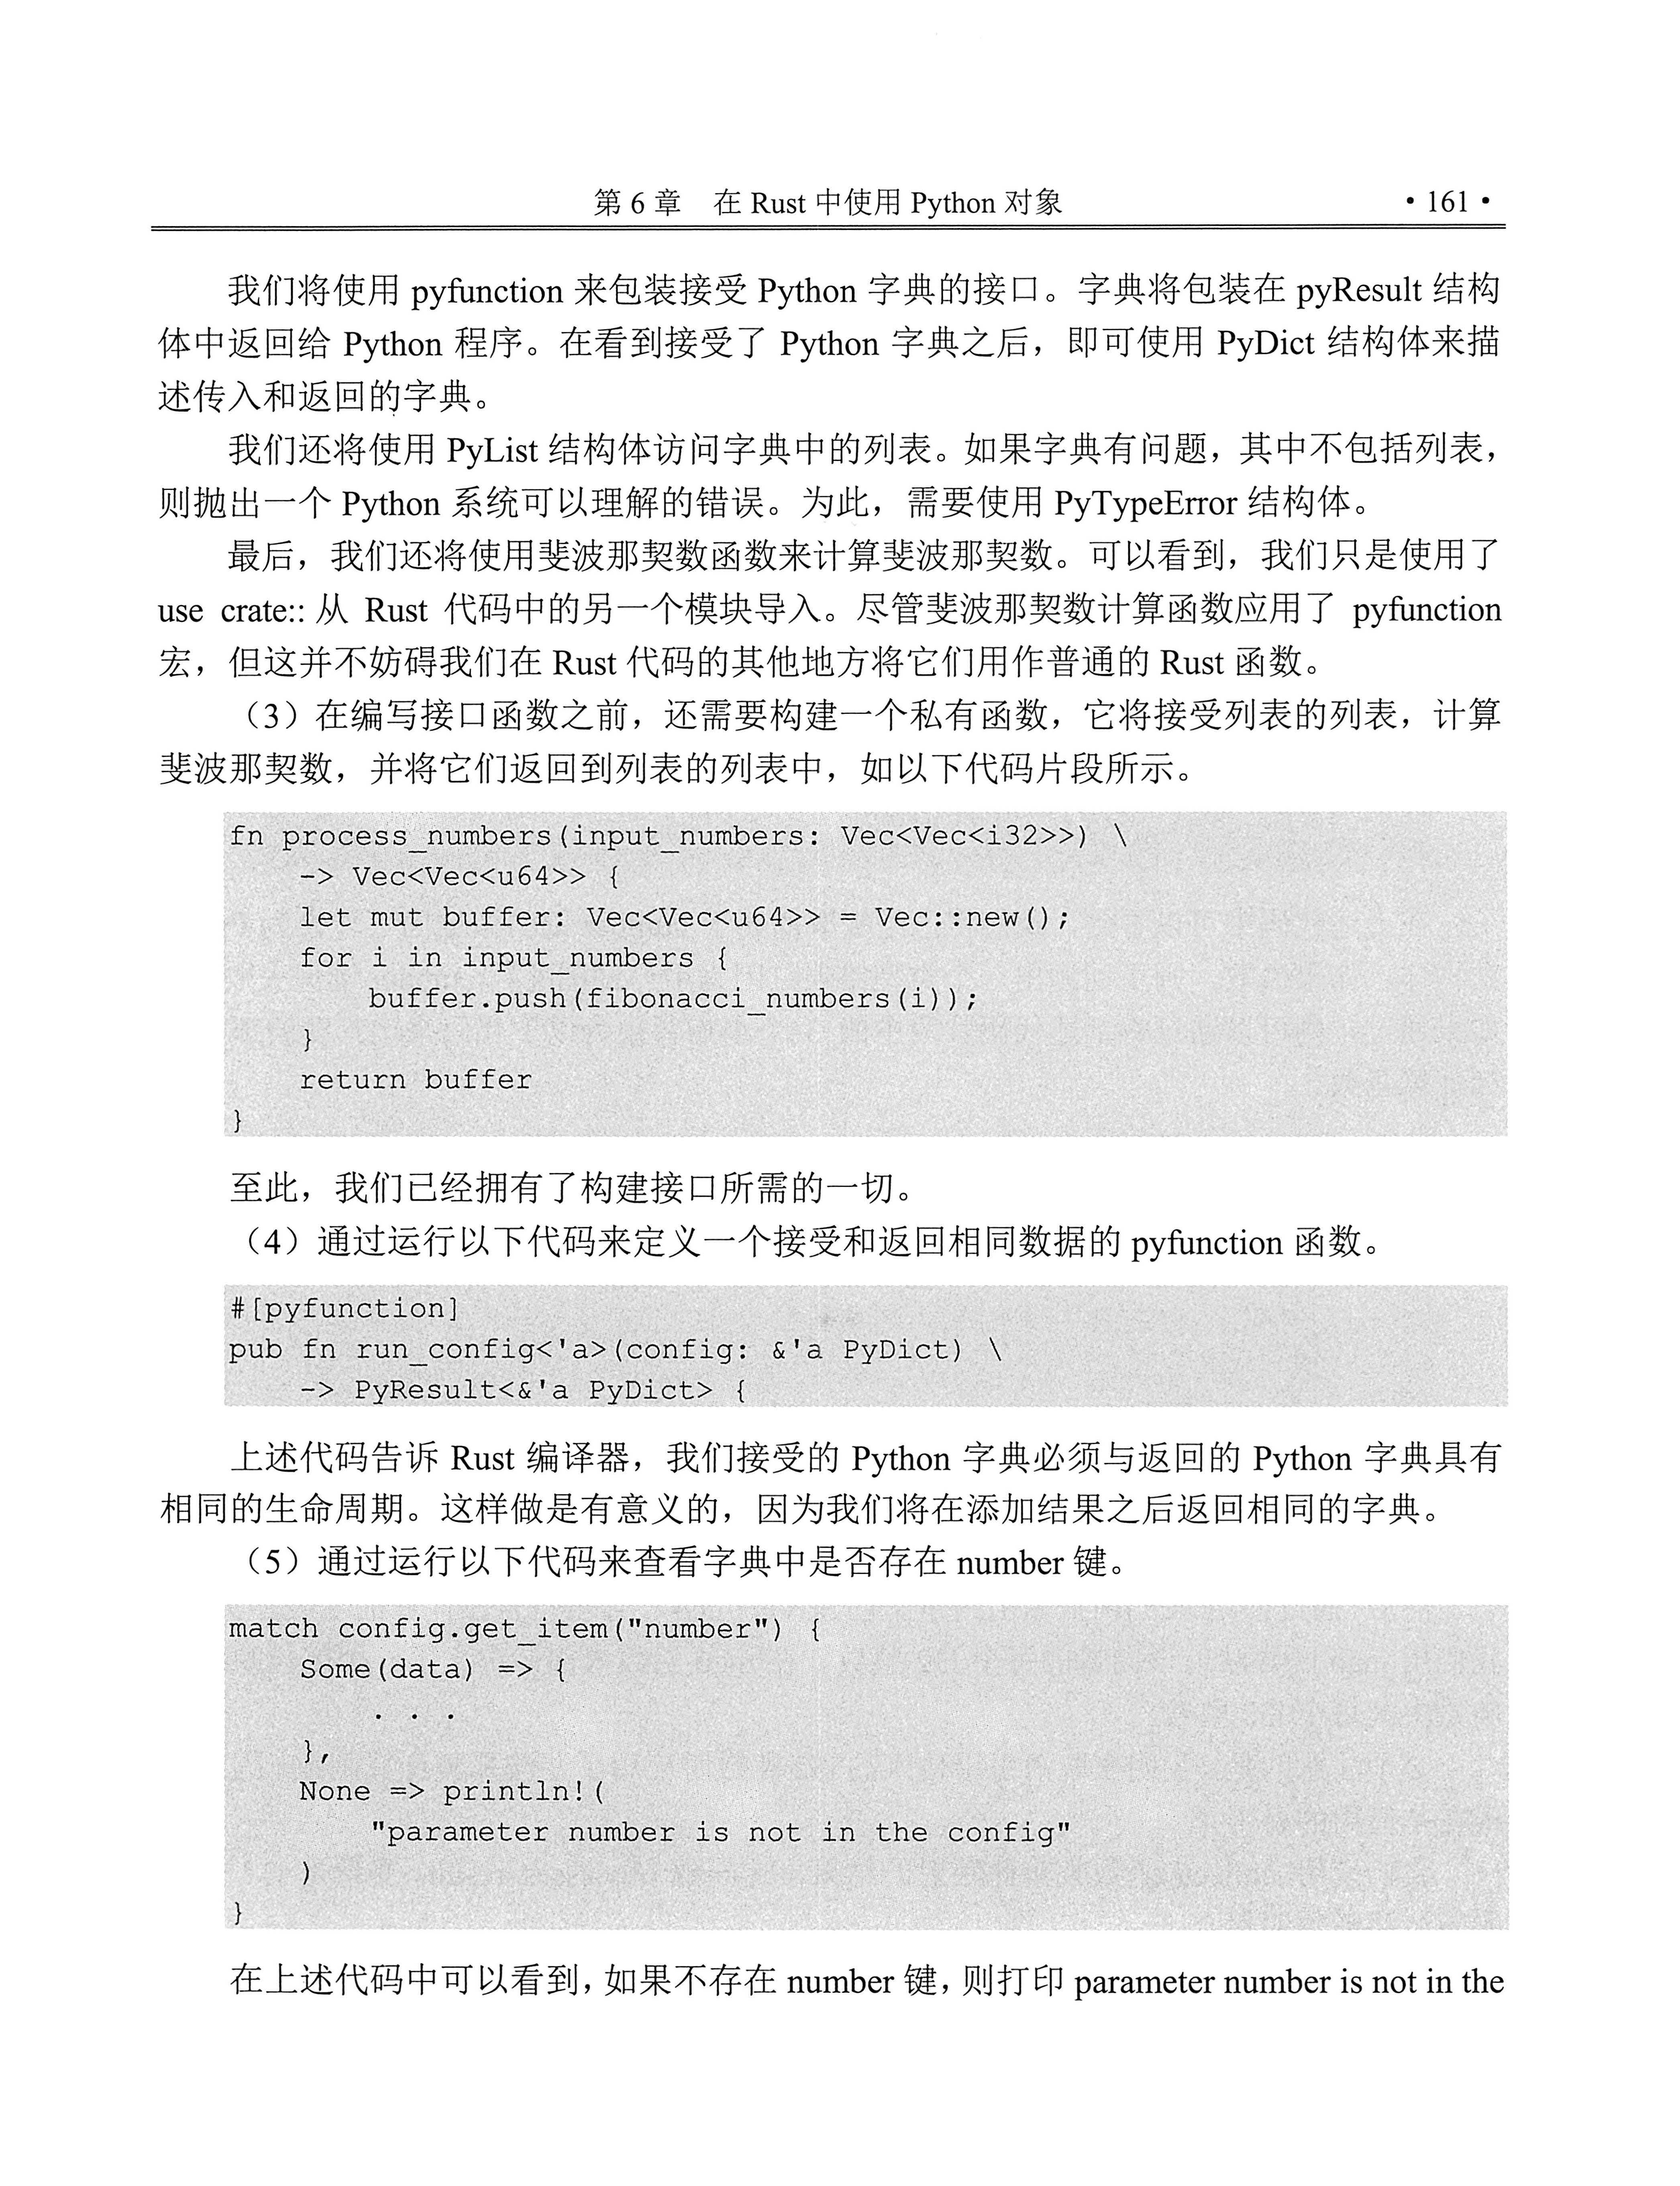 第 6 章　在 Rust 中使用 Python 对象
• 161 •
我们将使用 pyfunction 来包装接受 Python 字典的接口。字典将包装在 pyResult 结构
体中返回给 Python 程序。在看到接受了 Python 字典之后，即可使用 PyDict 结构体来描
述传入和返回的字典。
我们还将使用 PyList 结构体访问字典中的列表。如果字典有问题，其中不包括列表，
则抛出一个 Python 系统可以理解的错误。为此，需要使用 PyTypeError 结构体。
最后，我们还将使用斐波那契数函数来计算斐波那契数。可以看到，我们只是使用了
use crate:: 从 Rust 代码中的另一个模块导入。尽管斐波那契数计算函数应用了 pyfunction
宏，但这并不妨碍我们在 Rust 代码的其他地方将它们用作普通的 Rust 函数。
（3）在编写接口函数之前，还需要构建一个私有函数，它将接受列表的列表，计算
斐波那契数，并将它们返回到列表的列表中，如以下代码片段所示。
fn process_numbers(input_numbers: Vec<Vec<i32>>) \
    -> Vec<Vec<u64>> {
    let mut buffer: Vec<Vec<u64>> = Vec::new();
    for i in input_numbers {
        buffer.push(fibonacci_numbers(i));
    }
    return buffer
}
至此，我们已经拥有了构建接口所需的一切。
（4）通过运行以下代码来定义一个接受和返回相同数据的 pyfunction 函数。
#[pyfunction]
pub fn run_config<'a>(config: &'a PyDict) \
    -> PyResult<&'a PyDict> {
上述代码告诉 Rust 编译器，我们接受的 Python 字典必须与返回的 Python 字典具有
相同的生命周期。这样做是有意义的，因为我们将在添加结果之后返回相同的字典。
（5）通过运行以下代码来查看字典中是否存在 number 键。
match config.get_item("number") {
    Some(data) => {
        . . .
    },
    None => println!(
        "parameter number is not in the config"
    )
}
在上述代码中可以看到，如果不存在 number 键，则打印 parameter number is not in the